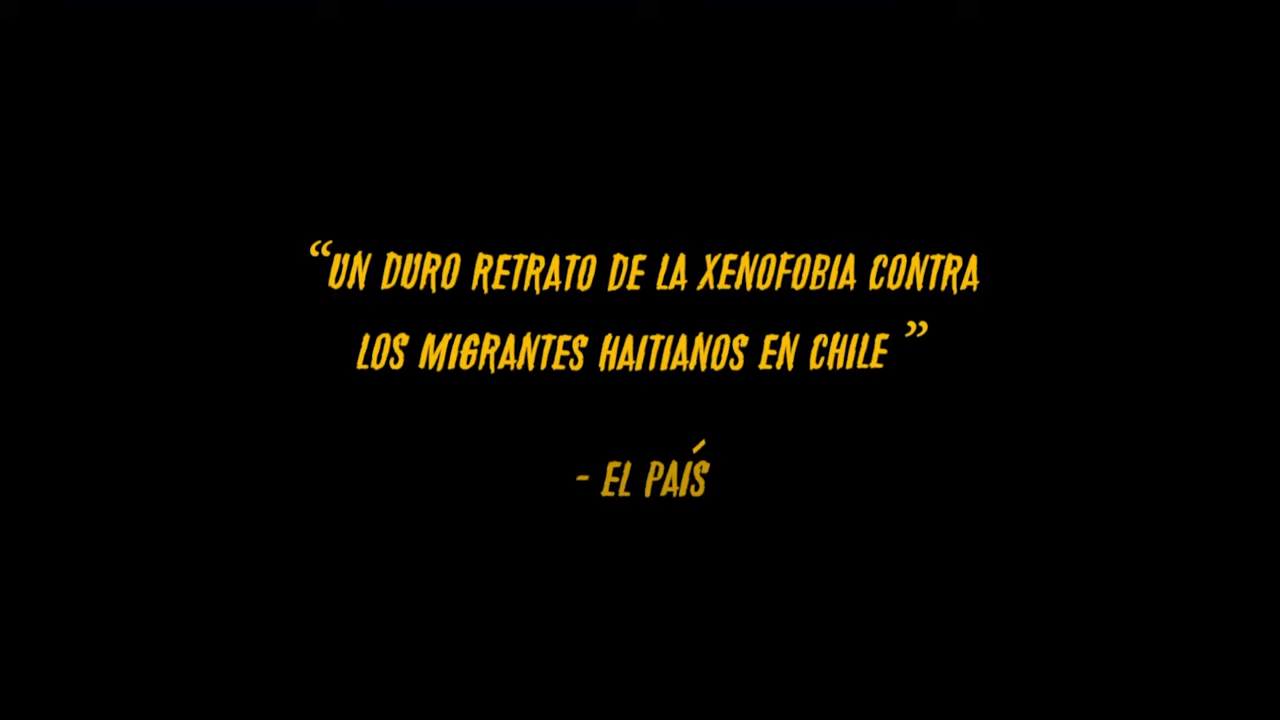 “UN DURO RETRATO DE LA XENOFOBIA CONTRA
LOS MIGRANTES HAITIANOS EN CHILE ”
- EL PAÍS